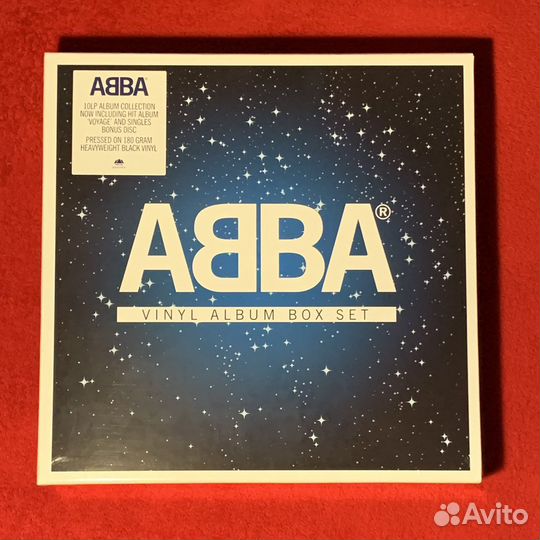 ABBA
10LP ALBUM COLLECTION
NOW INCLUDING HIT ALBUM
'VOYAGE' AND SINGLES
BONUS DISC
PRESSED ON 180 GRAM
HEAVYWEIGHT BLACK VINYL
ABBA®
VINYL ALBUM BOX SET
Avito